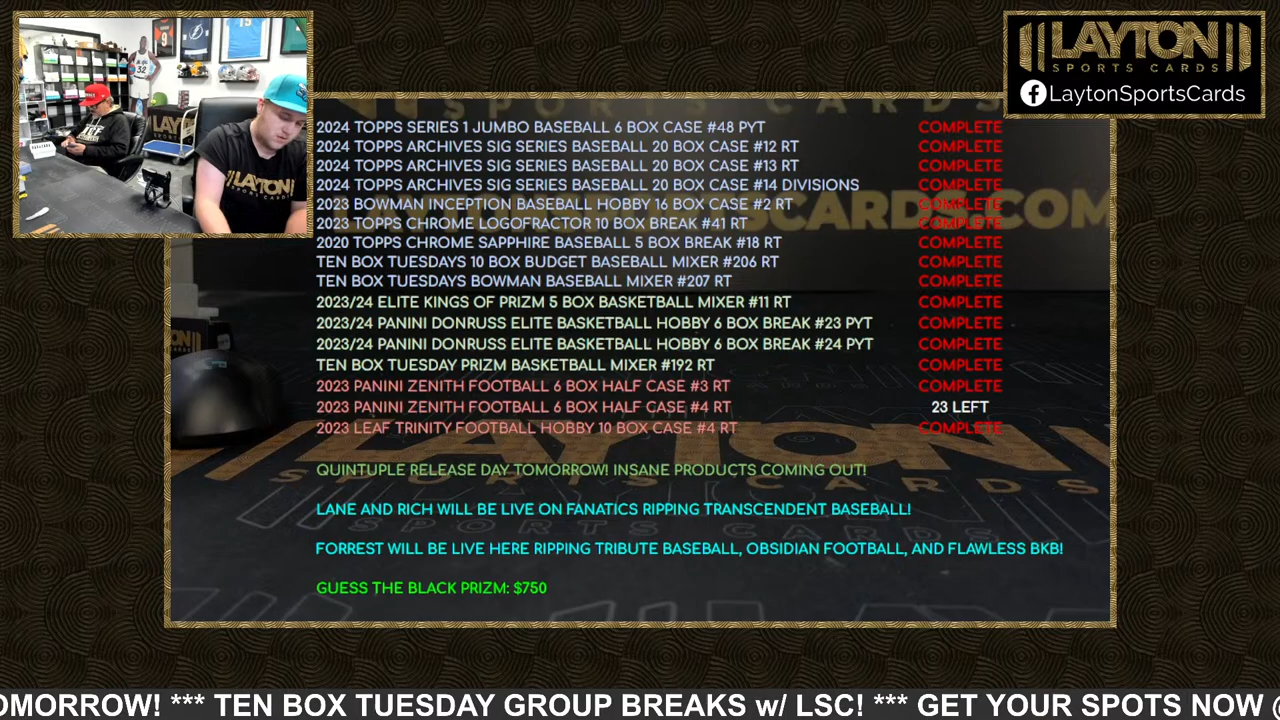 LAYTON
SPORTS CARDS
LaytonSportsCards
2024 TOPPS SERIES 1 JUMBO BASEBALL 6 BOX CASE #48 PYT COMPLETE
2024 TOPPS ARCHIVES SIG SERIES BASEBALL 20 BOX CASE #12 RT COMPLETE
2024 TOPPS ARCHIVES SIG SERIES BASEBALL 20 BOX CASE #13 RT COMPLETE
2024 TOPPS ARCHIVES SIG SERIES BASEBALL 20 BOX CASE #14 DIVISIONS COMPLETE
2023 BOWMAN INCEPTION BASEBALL HOBBY 16 BOX CASE #2 RT COMPLETE
2023 TOPPS CHROME LOGOFRACTOR 10 BOX BREAK #41 RT COMPLETE
2020 TOPPS CHROME SAPPHIRE BASEBALL 5 BOX BREAK #18 RT COMPLETE
TEN BOX TUESDAYS 10 BOX BUDGET BASEBALL MIXER #206 RT COMPLETE
TEN BOX TUESDAYS BOWMAN BASEBALL MIXER #207 RT COMPLETE
2023/24 ELITE KINGS OF PRIZM 5 BOX BASKETBALL MIXER #11 RT COMPLETE
2023/24 PANINI DONRUSS ELITE BASKETBALL HOBBY 6 BOX BREAK #23 PYT COMPLETE
2023/24 PANINI DONRUSS ELITE BASKETBALL HOBBY 6 BOX BREAK #24 PYT COMPLETE
TEN BOX TUESDAY PRIZM BASKETBALL MIXER #192 RT COMPLETE
2023 PANINI ZENITH FOOTBALL 6 BOX HALF CASE #3 RT COMPLETE
2023 PANINI ZENITH FOOTBALL 6 BOX HALF CASE #4 RT 23 LEFT
2023 LEAF TRINITY FOOTBALL HOBBY 10 BOX CASE #4 RT COMPLETE
QUINTUPLE RELEASE DAY TOMORROW! INSANE PRODUCTS COMING OUT!
LANE AND RICH WILL BE LIVE ON FANATICS RIPPING TRANSCENDENT BASEBALL!
FORREST WILL BE LIVE HERE RIPPING TRIBUTE BASEBALL, OBSIDIAN FOOTBALL, AND FLAWLESS BKB!
GUESS THE BLACK PRIZM: $750
OMORROW! *** TEN BOX TUESDAY GROUP BREAKS w/ LSC! *** GET YOUR SPOTS NOW @